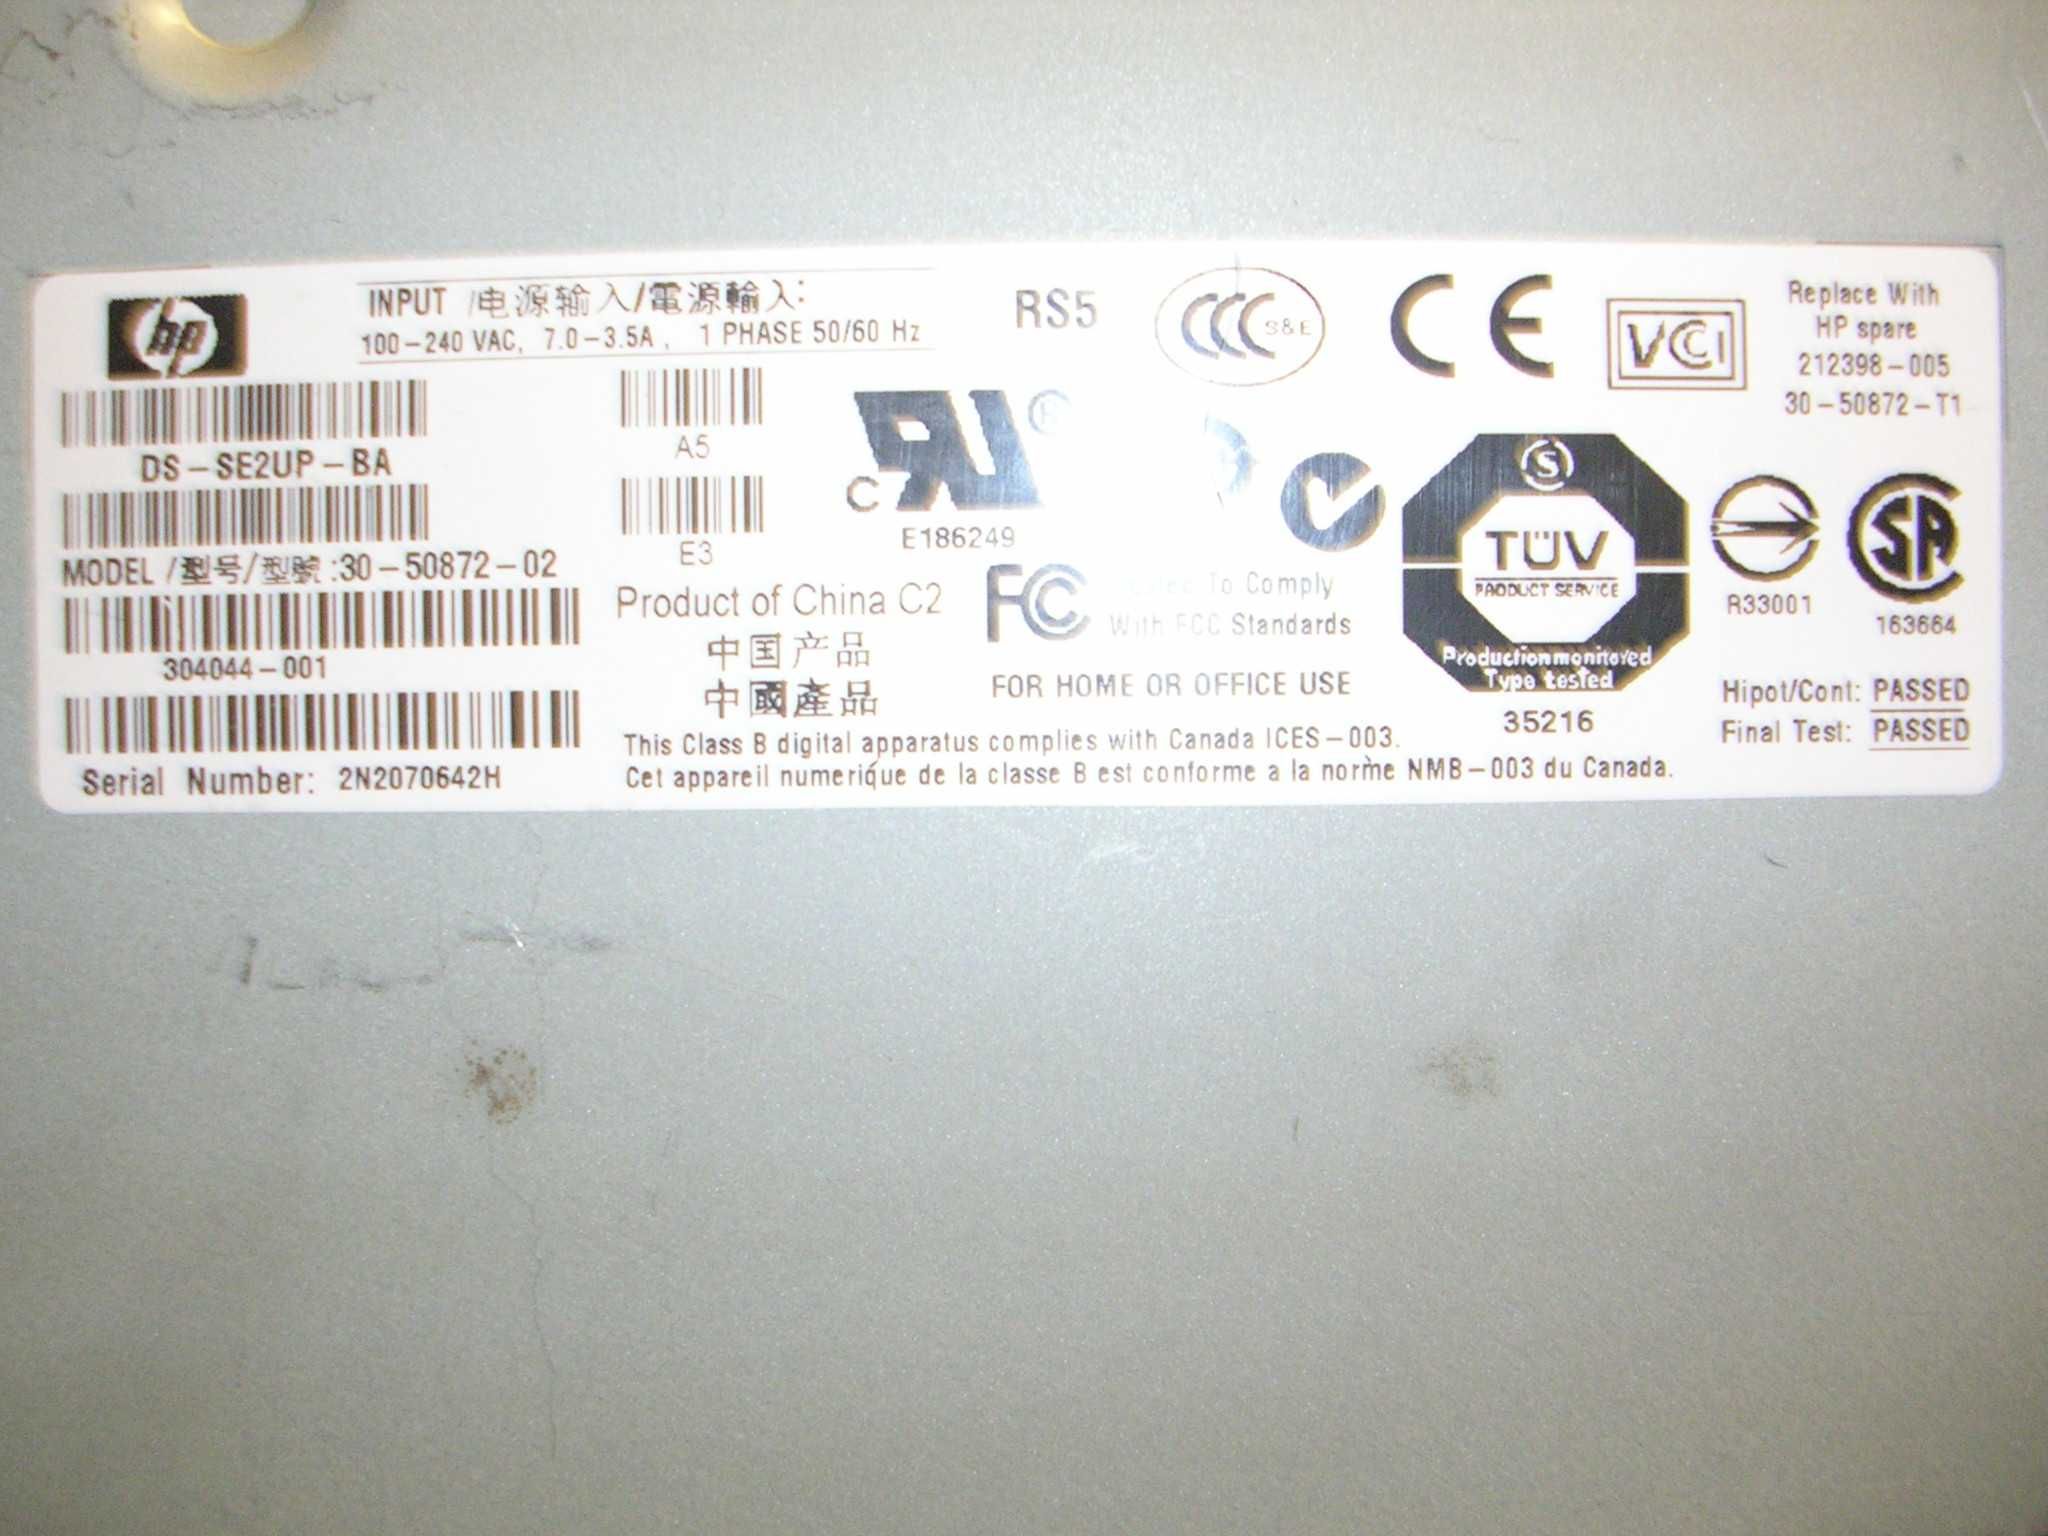 hp
INPUT /电源输入/電源輸入:
100-240 VAC, 7.0-3.5A, 1 PHASE 50/60 Hz
DS-SE2UP-BA
MODEL /型号/型號:30-50872-02
304044-001
Serial Number: 2N2070642H
A5
E3
Product of China C2
中国产品
中國產品
RS5
CCC S&E
CE
VCI
Replace With
HP spare
212398-005
30-50872-T1
C RU ®
E186249
FC To Comply
With FCC Standards
FOR HOME OR OFFICE USE
S
TÜV
PRODUCT SERVICE
Production monitored
Type tested
35216
R33001
SA
163664
Hipot/Cont: PASSED
Final Test: PASSED
This Class B digital apparatus complies with Canada ICES-003.
Cet appareil numerique de la classe B est conforme a la norme NMB-003 du Canada.